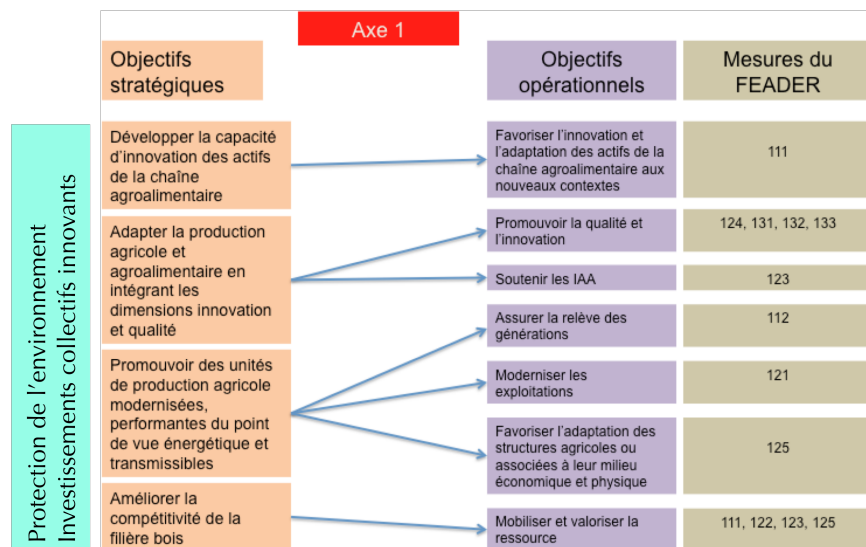 Axe 1
Objectifs
stratégiques
Objectifs
opérationnels
Mesures du
FEADER
Protection de l'environnement
Investissements collectifs innovants
Développer la capacité
d'innovation des actifs
de la chaîne
agroalimentaire
Favoriser l'innovation et
l'adaptation des actifs de la
chaîne agroalimentaire aux
nouveaux contextes
111
Adapter la production
agricole et
agroalimentaire en
intégrant les
dimensions innovation
et qualité
Promouvoir la qualité et
l'innovation
124, 131, 132, 133
Soutenir les IAA
123
Promouvoir des unités
de production agricole
modernisées,
performantes du point
de vue énergétique et
transmissibles
Assurer la relève des
générations
112
Moderniser les
exploitations
121
Favoriser l'adaptation des
structures agricoles ou
associées à leur milieu
économique et physique
125
Améliorer la
compétitivité de la
filière bois
Mobiliser et valoriser la
ressource
111, 122, 123, 125